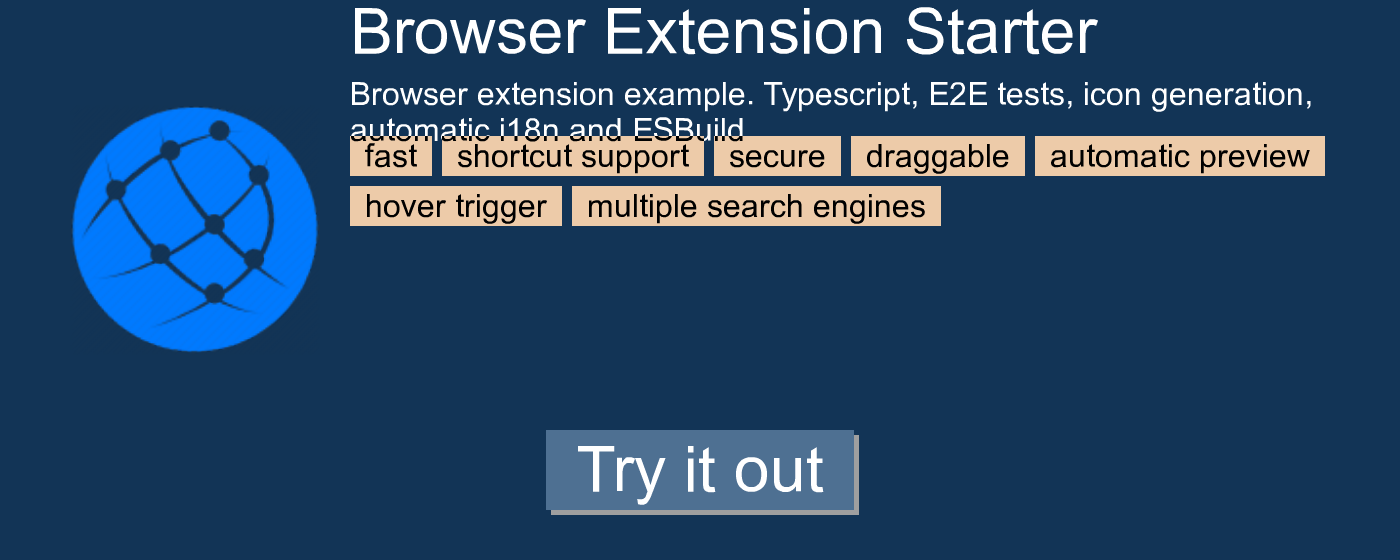 Browser Extension Starter
Browser extension example. Typescript, E2E tests, icon generation,
automatic i18n and ESBuild
fast shortcut support secure draggable automatic preview
hover trigger multiple search engines
Try it out